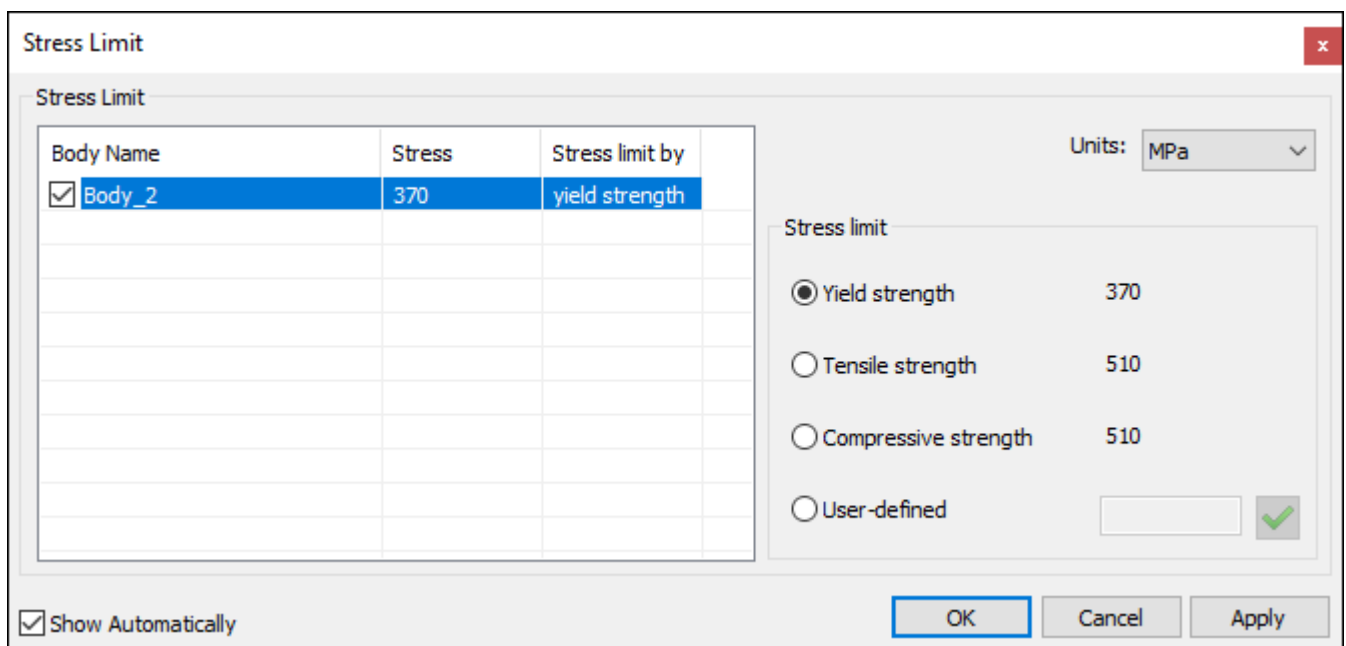 Stress Limit
x
Stress Limit
Body Name Stress Stress limit by
Body_2 370 yield strength
Units: MPa
Stress limit
Yield strength 370
Tensile strength 510
Compressive strength 510
User-defined
Show Automatically
OK Cancel Apply